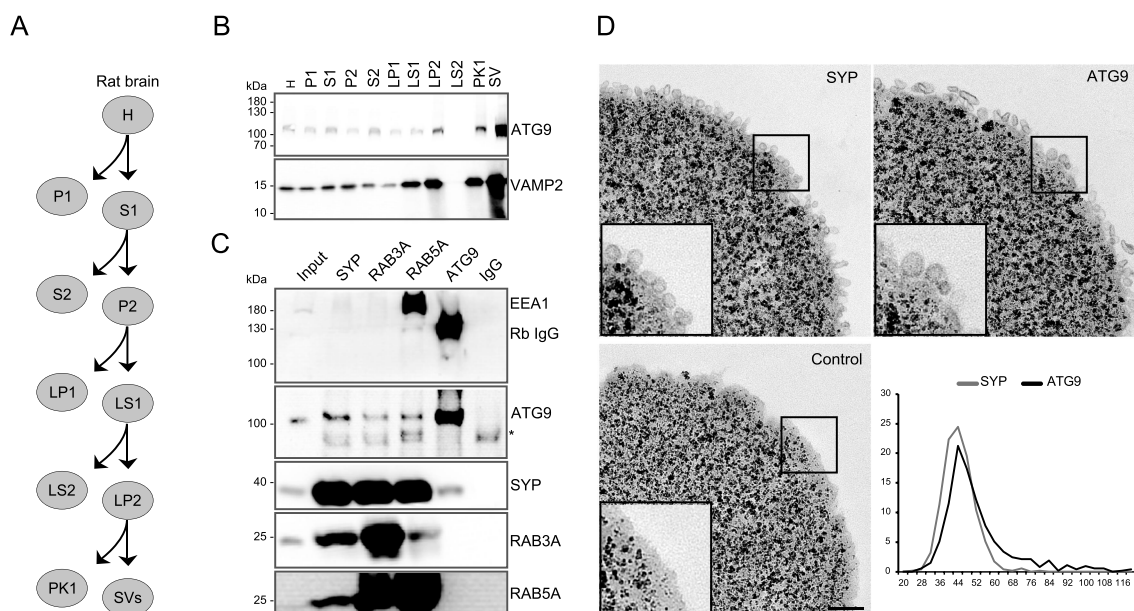 A
Rat brain
H
P1
S1
S2
P2
LP1
LS1
LS2
LP2
PK1
SVs
B
kDa
H P1 S1 P2 S2 LP1 LS1 LP2 LS2 PK1 SV
180
130
100
70
ATG9
15
10
VAMP2
C
kDa
Input SYP RAB3A RAB5A ATG9 IgG
180
130
100
EEA1
Rb IgG
100
ATG9
*
40
SYP
25
RAB3A
25
RAB5A
D
SYP
ATG9
Control
SYP ATG9
30
25
20
15
10
5
0
20 28 36 44 52 60 68 76 84 92 100 108 116